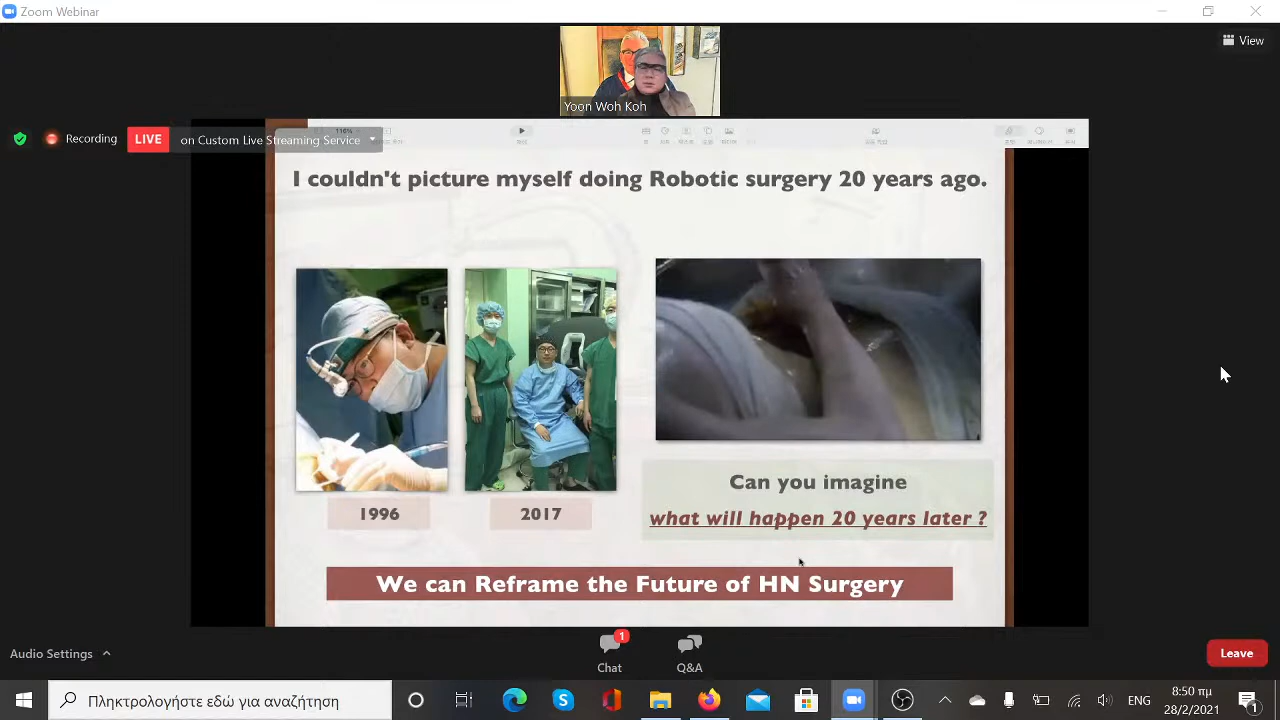 Zoom Webinar
View
Yoon Woh Koh
Recording
LIVE
on Custom Live Streaming Service
I couldn't picture myself doing Robotic surgery 20 years ago.
1996
2017
Can you imagine
what will happen 20 years later ?
We can Reframe the Future of HN Surgery
Audio Settings
1
Chat
Q&A
Leave
Πληκτρολογήστε εδώ για αναζήτηση
ENG
8:50 πμ
28/2/2021
1